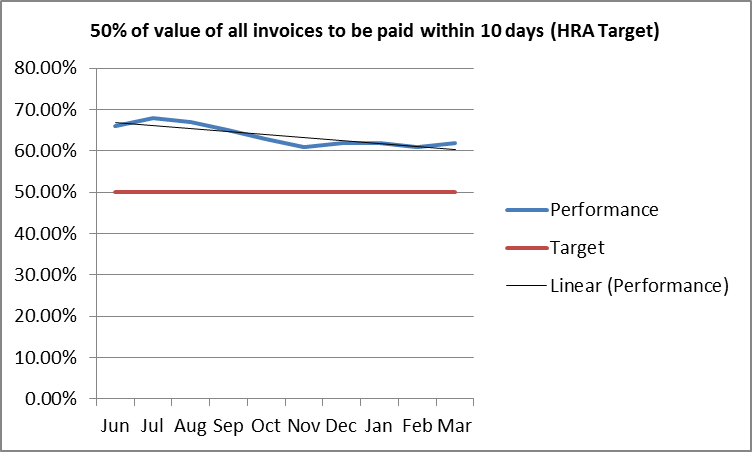 50% of value of all invoices to be paid within 10 days (HRA Target)
80.00%
70.00%
60.00%
50.00%
40.00%
30.00%
20.00%
10.00%
0.00%
Jun Jul Aug Sep Oct Nov Dec Jan Feb Mar
Performance
Target
Linear (Performance)